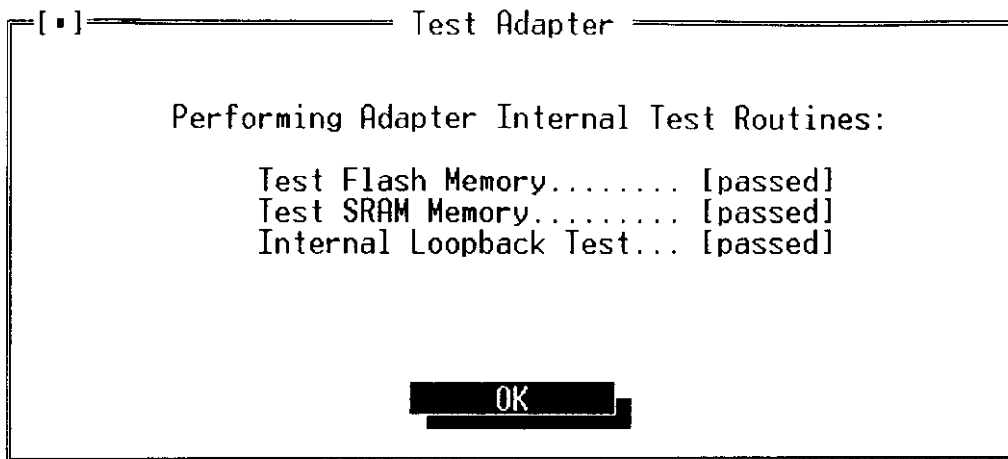 [▪] Test Adapter
Performing Adapter Internal Test Routines:
Test Flash Memory........ [passed]
Test SRAM Memory......... [passed]
Internal Loopback Test... [passed]
OK